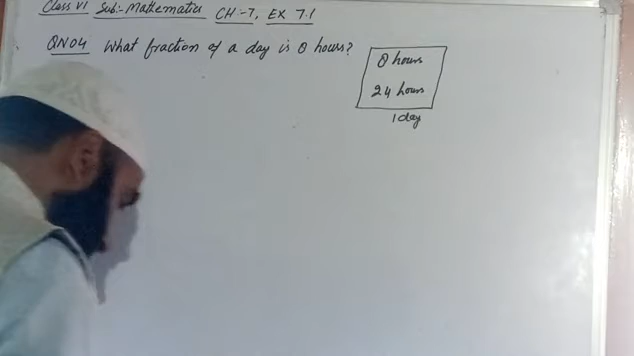 Class VI Sub:- Mathematics CH-7, EX 7.1
QNO4 What fraction of a day is 8 hours?
8 hours
24 hours
1 day